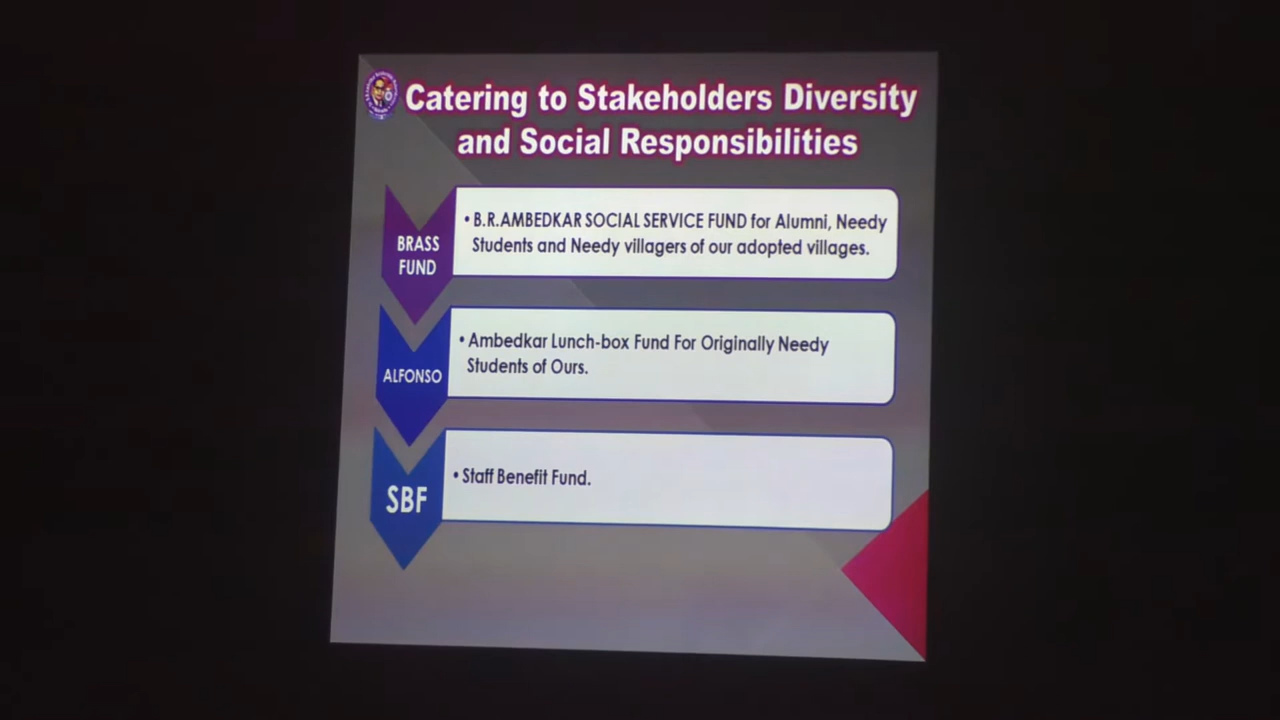 Catering to Stakeholders Diversity
and Social Responsibilities
BRASS
FUND
• B.R.AMBEDKAR SOCIAL SERVICE FUND for Alumni, Needy
Students and Needy villagers of our adopted villages.
ALFONSO
• Ambedkar Lunch-box Fund For Originally Needy
Students of Ours.
SBF
• Staff Benefit Fund.